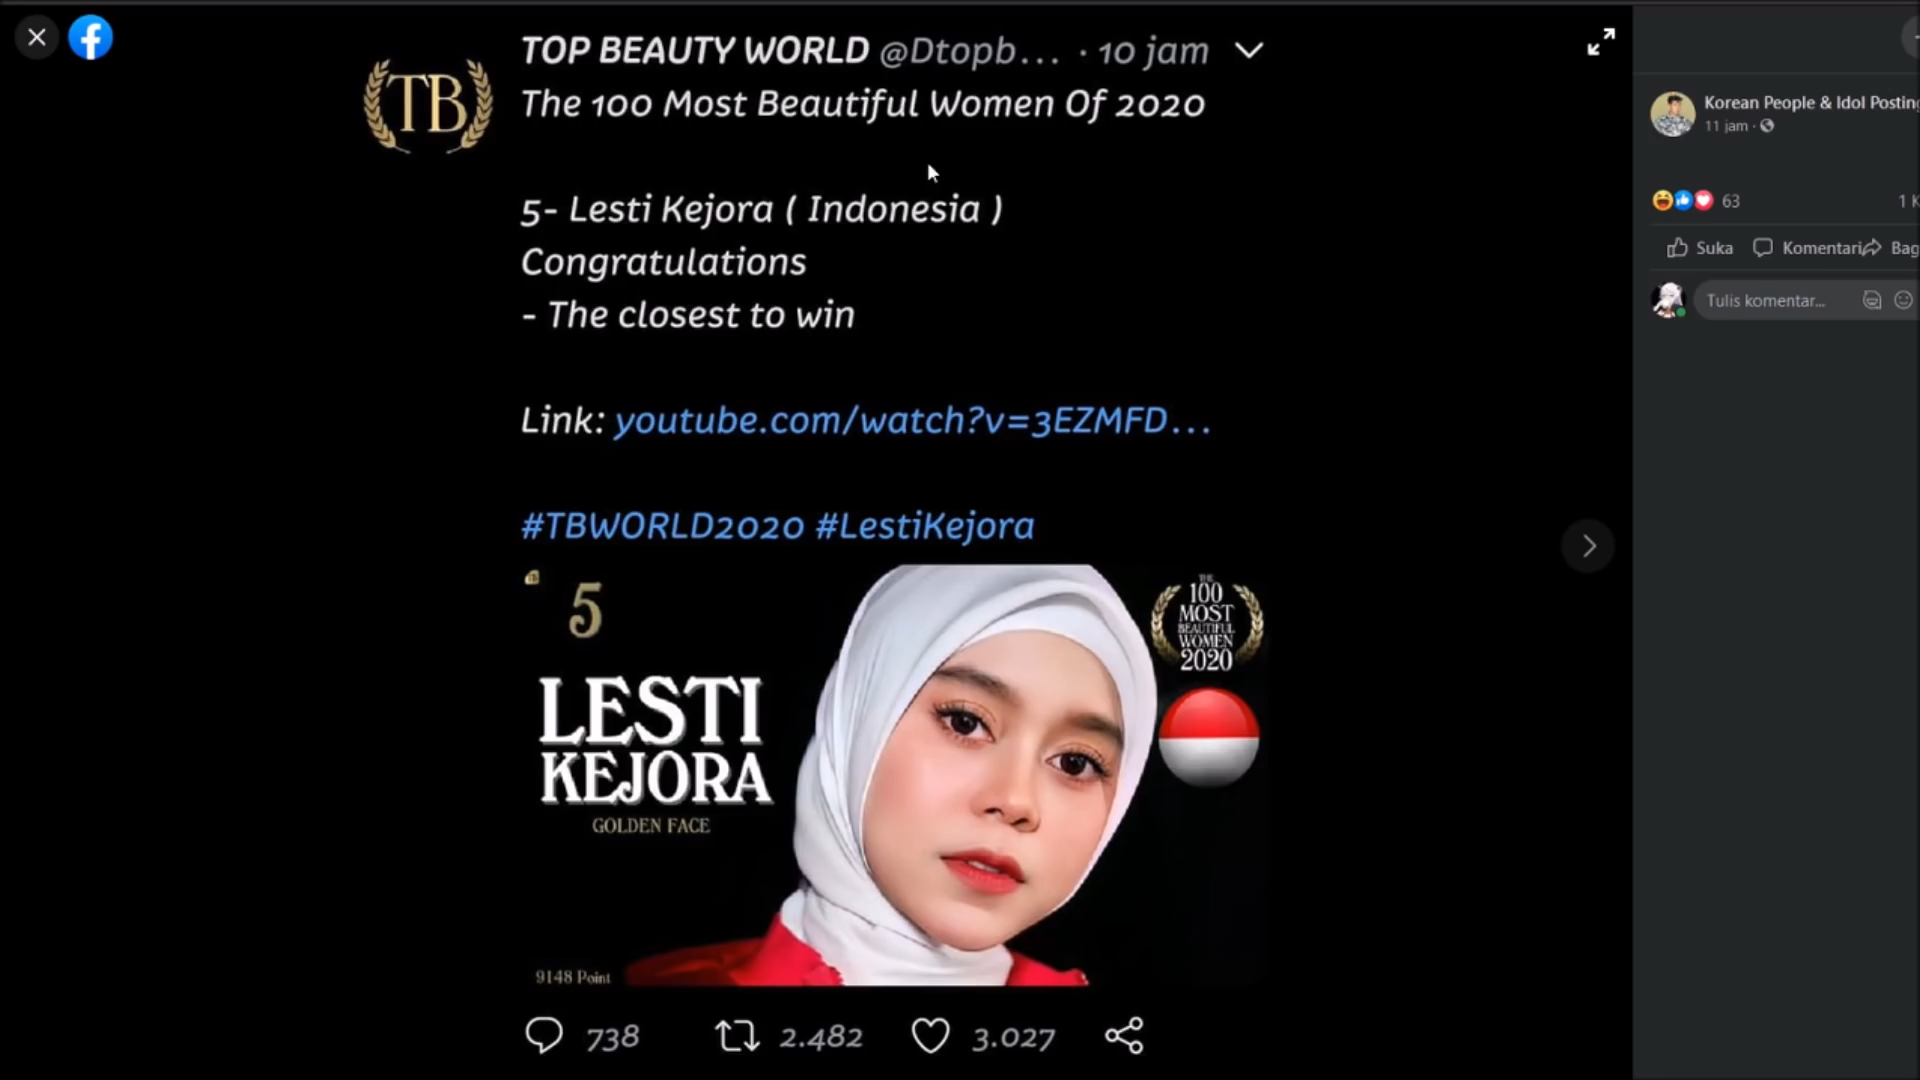 TB
TOP BEAUTY WORLD @Dtopb... · 10 jam
The 100 Most Beautiful Women Of 2020
5- Lesti Kejora ( Indonesia )
Congratulations
- The closest to win
Link: youtube.com/watch?v=3EZMFD...
#TBWORLD2020 #LestiKejora
5
LESTI
KEJORA
GOLDEN FACE
9148 Point
THE
100
MOST
BEAUTIFUL
WOMEN
2020
738 2.482 3.027
Korean People & Idol Posting
11 jam ·
63 1 K
Suka Komentari Bag
Tulis komentar...